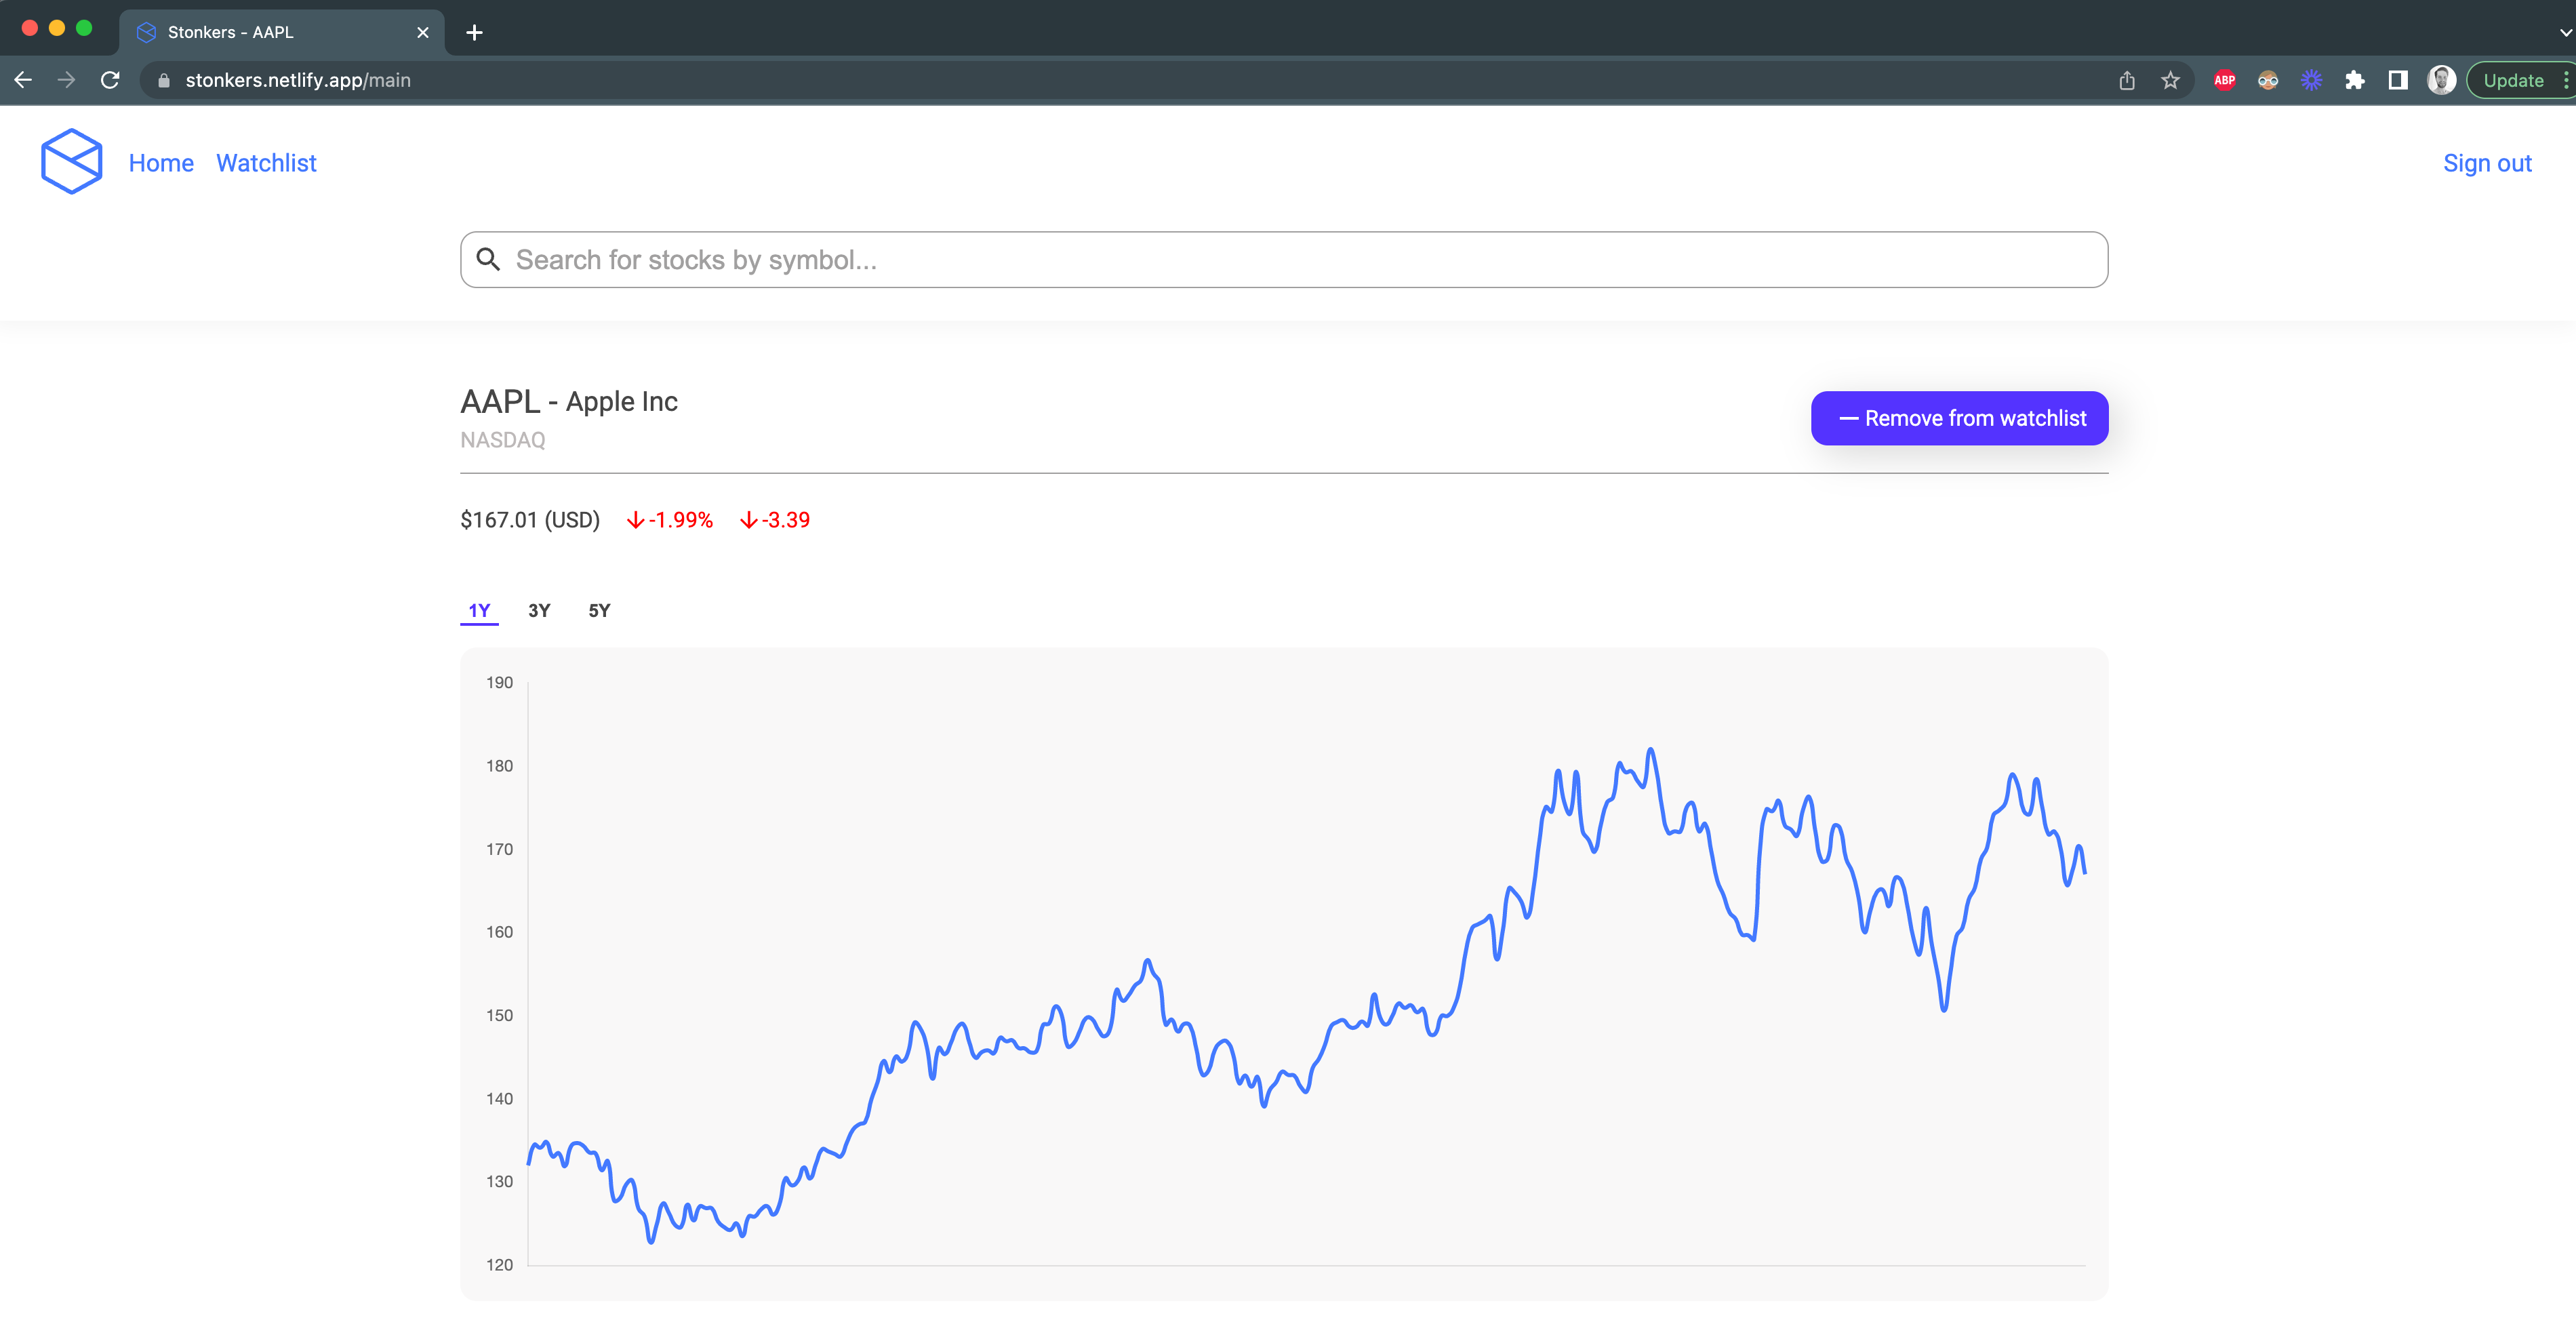 Stonkers - AAPL
stonkers.netlify.app/main
ABP
Update
Home Watchlist
Sign out
Search for stocks by symbol...
AAPL - Apple Inc
NASDAQ
— Remove from watchlist
$167.01 (USD) ↓-1.99% ↓-3.39
1Y 3Y 5Y
190
180
170
160
150
140
130
120